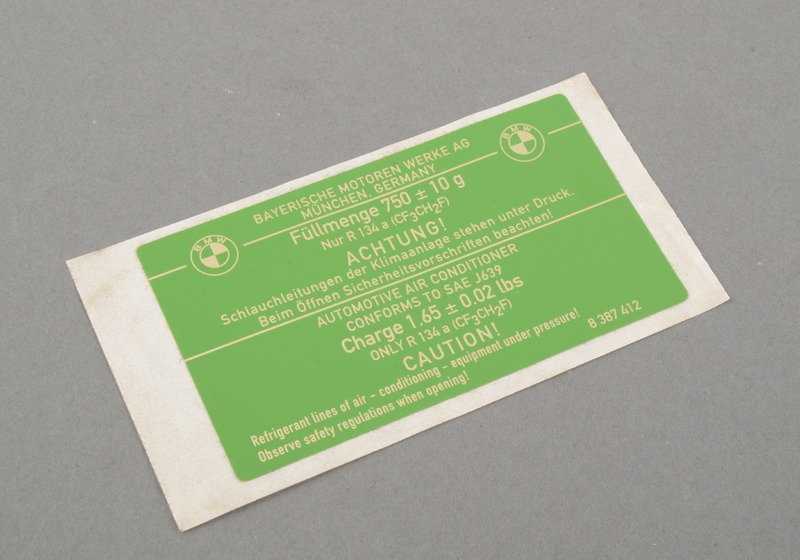 BAYERISCHE MOTOREN WERKE AG
MÜNCHEN, GERMANY
BMW
BMW
Füllmenge 750 ± 10 g
Nur R 134 a (CF3CH2F)
ACHTUNG!
Schlauchleitungen der Klimaanlage stehen unter Druck.
Beim Öffnen Sicherheitsvorschriften beachten!
AUTOMOTIVE AIR CONDITIONER
CONFORMS TO SAE J639
Charge 1.65 ± 0.02 lbs
ONLY R 134 a (CF3CH2F)
CAUTION!
Refrigerant lines of air - conditioning - equipment under pressure!
Observe safety regulations when opening!
8 387 412